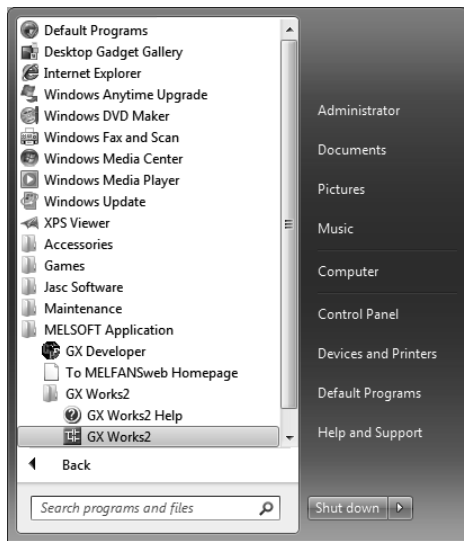 Default Programs
Desktop Gadget Gallery
Internet Explorer
Windows Anytime Upgrade
Windows DVD Maker
Windows Fax and Scan
Windows Media Center
Windows Media Player
Windows Update
XPS Viewer
Accessories
Games
Jasc Software
Maintenance
MELSOFT Application
GX Developer
To MELFANSweb Homepage
GX Works2
GX Works2 Help
GX Works2
Back
Search programs and files
Administrator
Documents
Pictures
Music
Computer
Control Panel
Devices and Printers
Default Programs
Help and Support
Shut down